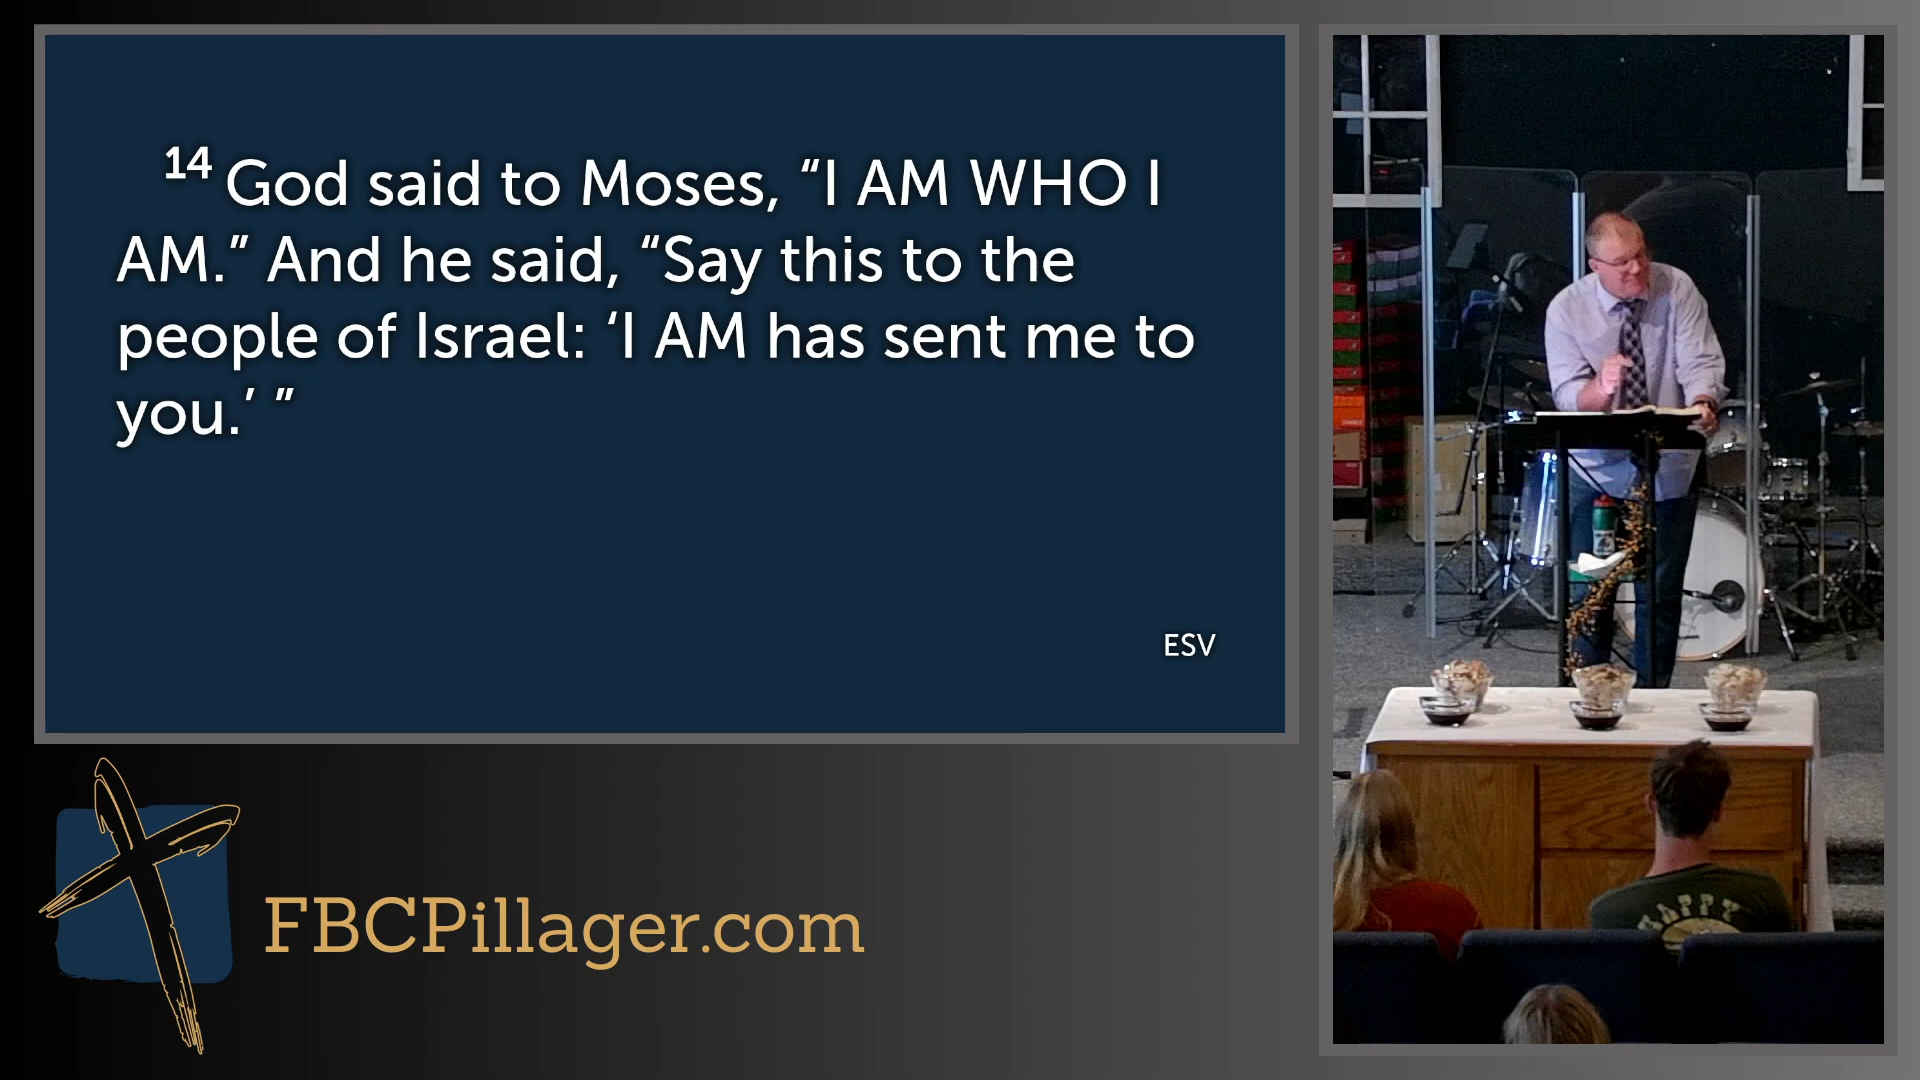 14 God said to Moses, “I AM WHO I
AM.” And he said, “Say this to the
people of Israel: ‘I AM has sent me to
you.’ ”
ESV
FBCPillager.com
HAPPY